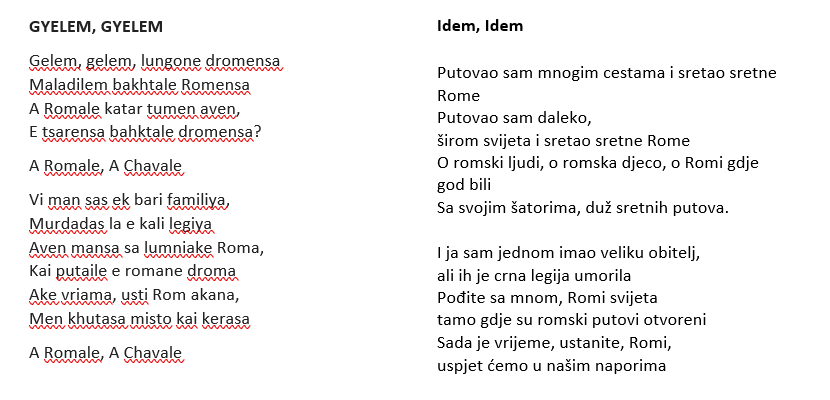 GYELEM, GYELEM
Gelem, gelem, lungone dromensa
Maladilem bakhtale Romensa
A Romale katar tumen aven,
E tsarensa bahktale dromensa?
A Romale, A Chavale
Vi man sas ek bari familiya,
Murdadas la e kali legiya
Aven mansa sa lumniake Roma,
Kai putaile e romane droma
Ake vriama, usti Rom akana,
Men khutasa misto kai kerasa
A Romale, A Chavale
Idem, Idem
Putovao sam mnogim cestama i sretao sretne
Rome
Putovao sam daleko,
širom svijeta i sretao sretne Rome
O romski ljudi, o romska djeco, o Romi gdje
god bili
Sa svojim šatorima, duž sretnih putova.
I ja sam jednom imao veliku obitelj,
ali ih je crna legija umorila
Pođite sa mnom, Romi svijeta
tamo gdje su romski putovi otvoreni
Sada je vrijeme, ustanite, Romi,
uspjet ćemo u našim naporima